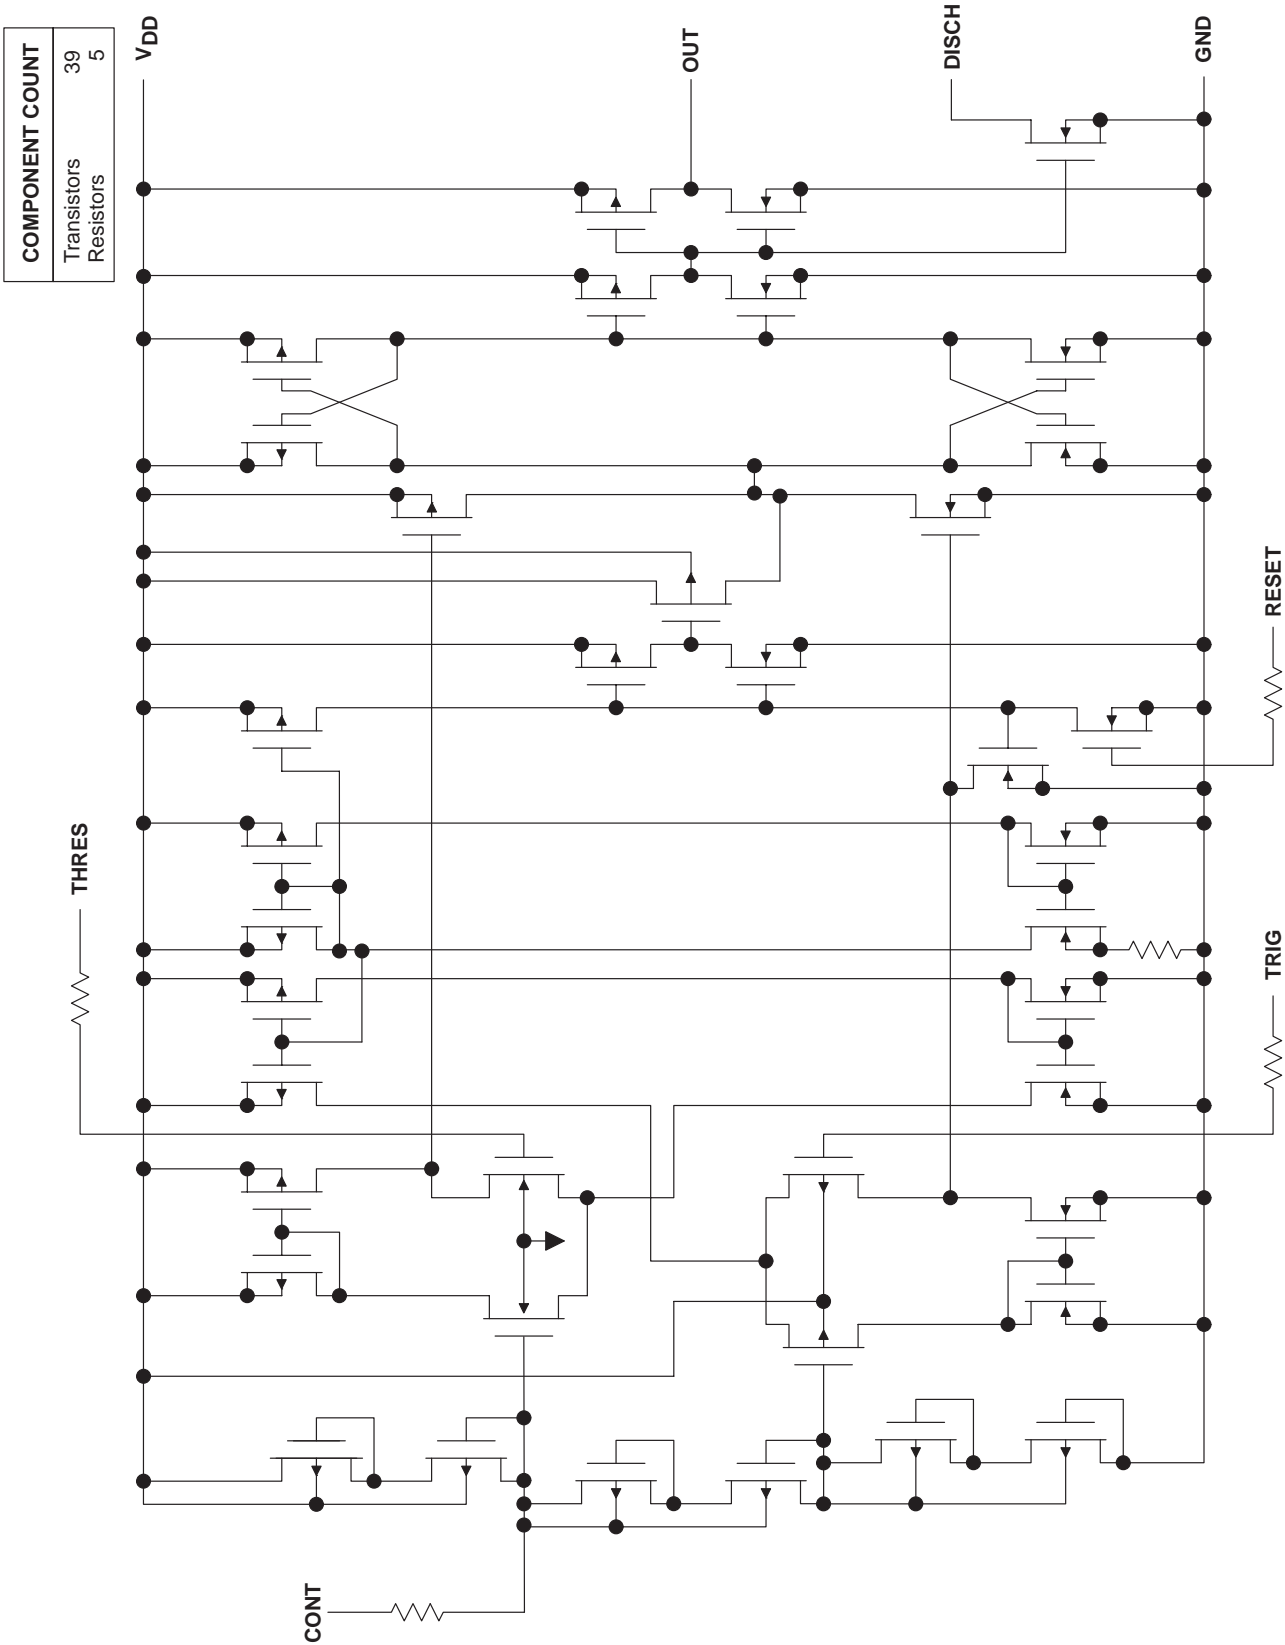 COMPONENT COUNT
Transistors 39
Resistors 5
VDD
OUT
DISCH
GND
RESET
THRES
TRIG
CONT